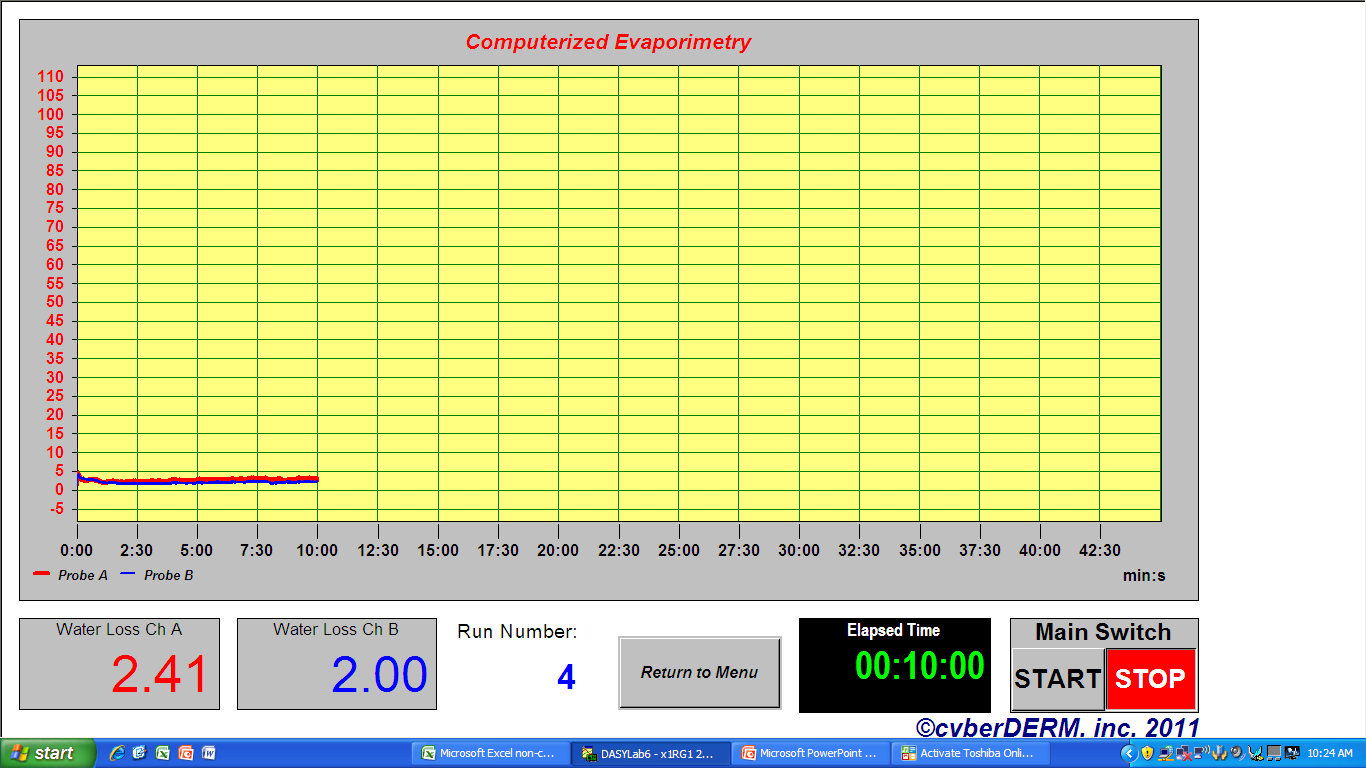 Computerized Evaporimetry
110
105
100
95
90
85
80
75
70
65
60
55
50
45
40
35
30
25
20
15
10
5
0
-5
0:00 2:30 5:00 7:30 10:00 12:30 15:00 17:30 20:00 22:30 25:00 27:30 30:00 32:30 35:00 37:30 40:00 42:30
Probe A Probe B min:s
Water Loss Ch A
2.41
Water Loss Ch B
2.00
Run Number:
4
Return to Menu
Elapsed Time
00:10:00
Main Switch
START STOP
©cyberDERM, inc. 2011
start Microsoft Excel non-c... DASYLab6 - x1RG1 2... Microsoft PowerPoint ... Activate Toshiba Onli... 10:24 AM